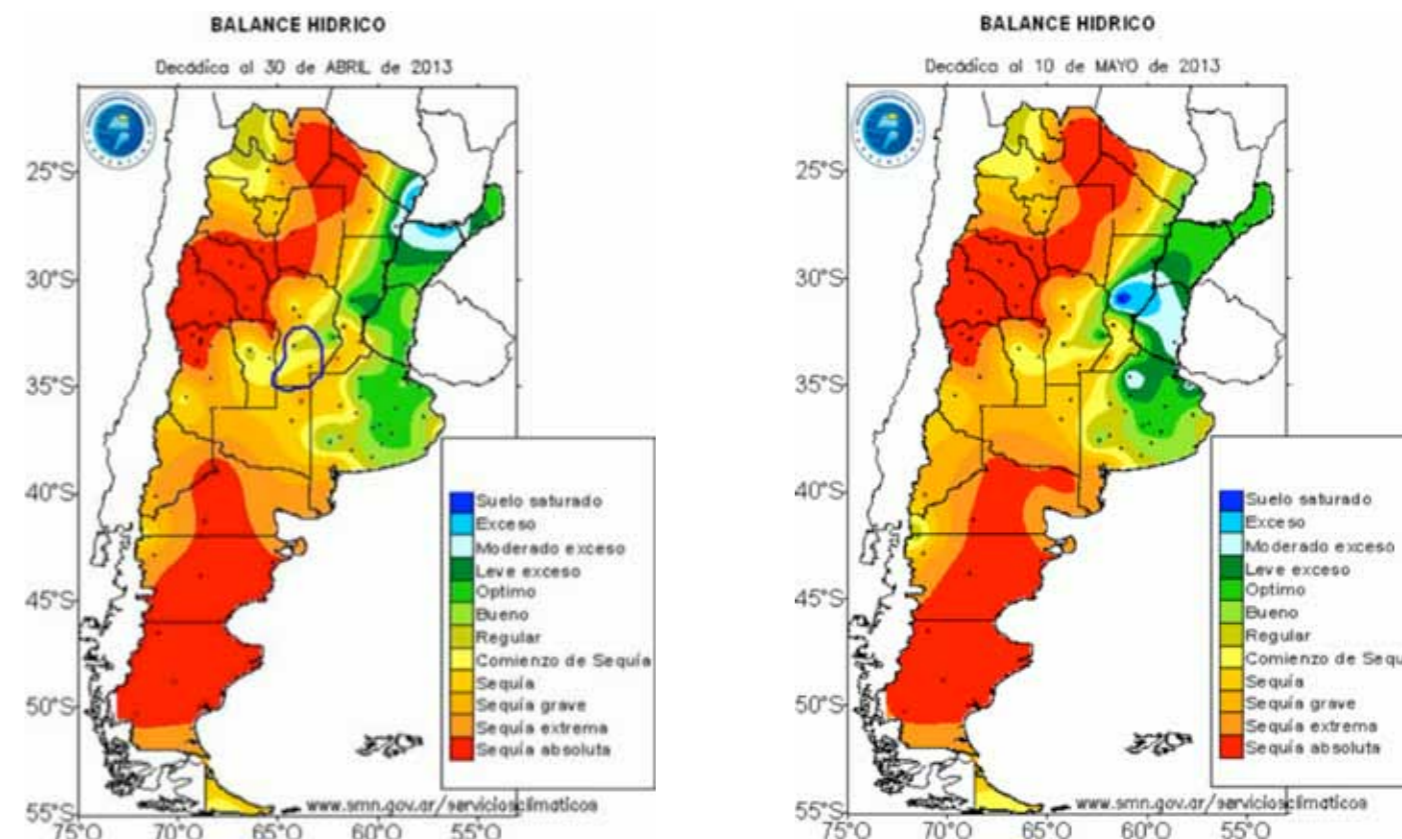 BALANCE HIDRICO
Decádica al 30 de ABRIL de 2013
25°S
30°S
35°S
40°S
45°S
50°S
55°S
75°O 70°O 65°O 60°O 55°O
Suelo saturado
Exceso
Moderado exceso
Leve exceso
Optimo
Bueno
Regular
Comienzo de Sequía
Sequía
Sequía grave
Sequía extrema
Sequía absoluta
www.smn.gov.ar/serviciosclimaticos
BALANCE HIDRICO
Decádica al 10 de MAYO de 2013
25°S
30°S
35°S
40°S
45°S
50°S
55°S
75°O 70°O 65°O 60°O 55°O
Suelo saturado
Exceso
Moderado exceso
Leve exceso
Optimo
Bueno
Regular
Comienzo de Sequ
Sequía
Sequía grave
Sequía extrema
Sequía absoluta
www.smn.gov.ar/serviciosclimaticos